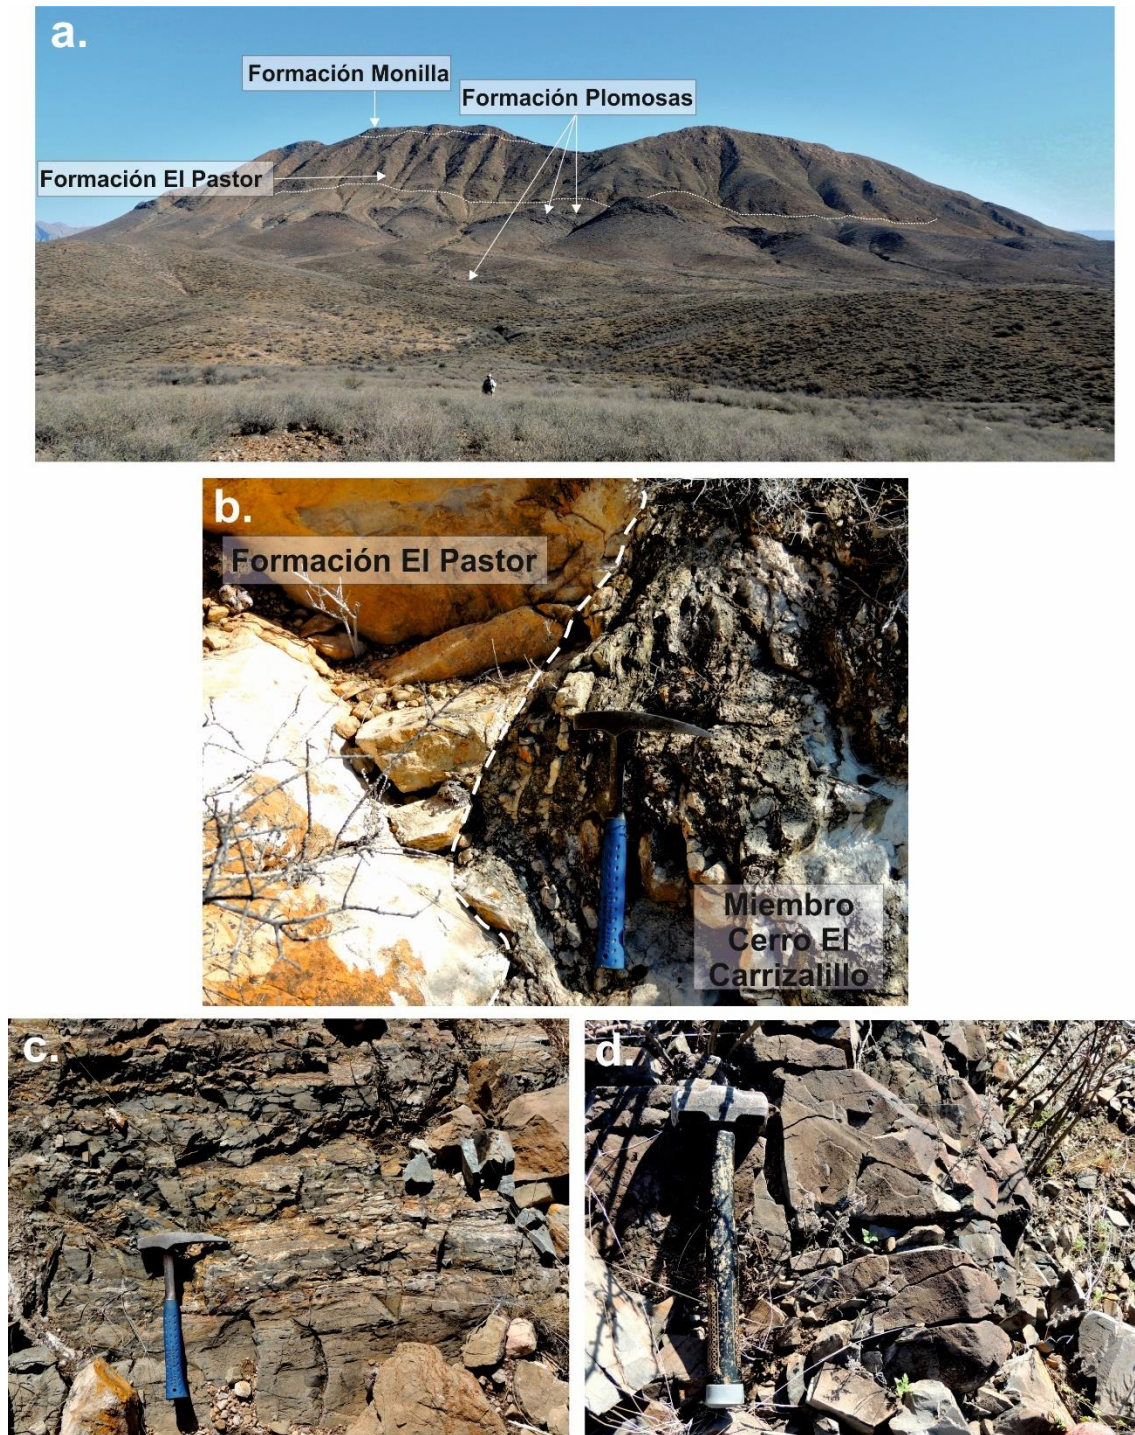 a.
Formación Monilla
Formación Plomosas
Formación El Pastor
b.
Formación El Pastor
Miembro
Cerro El
Carrizalillo
c.
d.